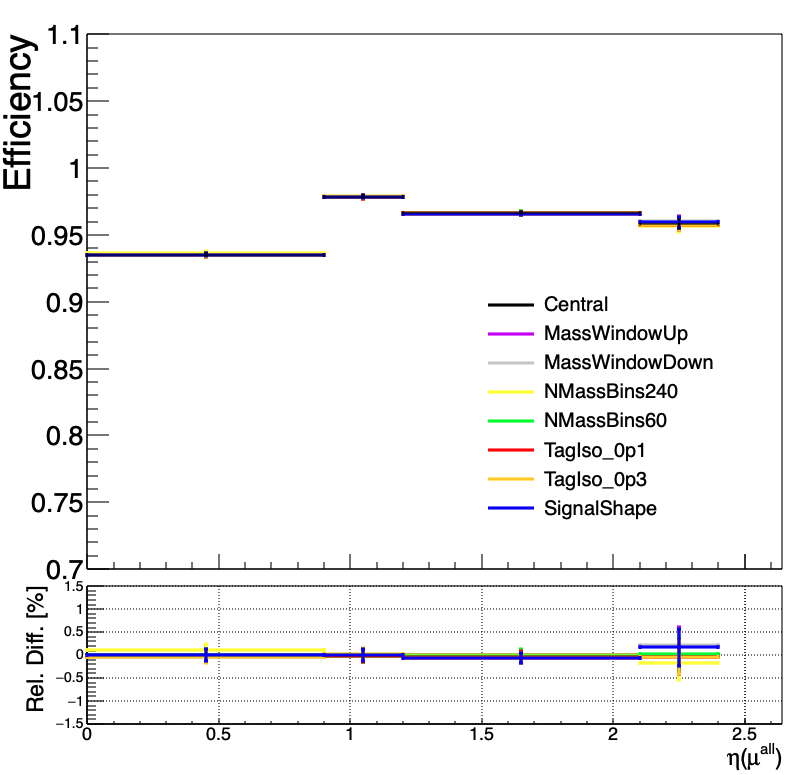 Efficiency
1.1
1.05
1
0.95
0.9
0.85
0.8
0.75
0.7
Central
MassWindowUp
MassWindowDown
NMassBins240
NMassBins60
TagIso_0p1
TagIso_0p3
SignalShape
Rel. Diff. [%]
1.5
1
0.5
0
−0.5
−1
−1.5
0 0.5 1 1.5 2 2.5
η(μ^all)